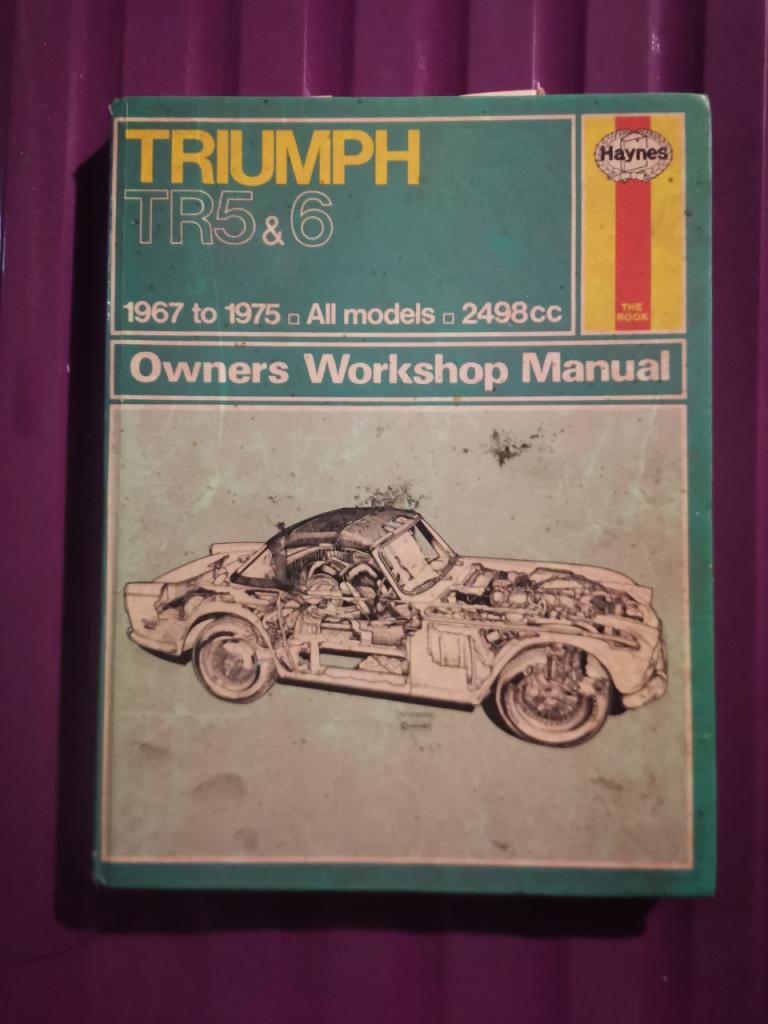 TRIUMPH
TR5 & 6
1967 to 1975 □ All models □ 2498cc
Haynes
THE
BOOK
Owners Workshop Manual